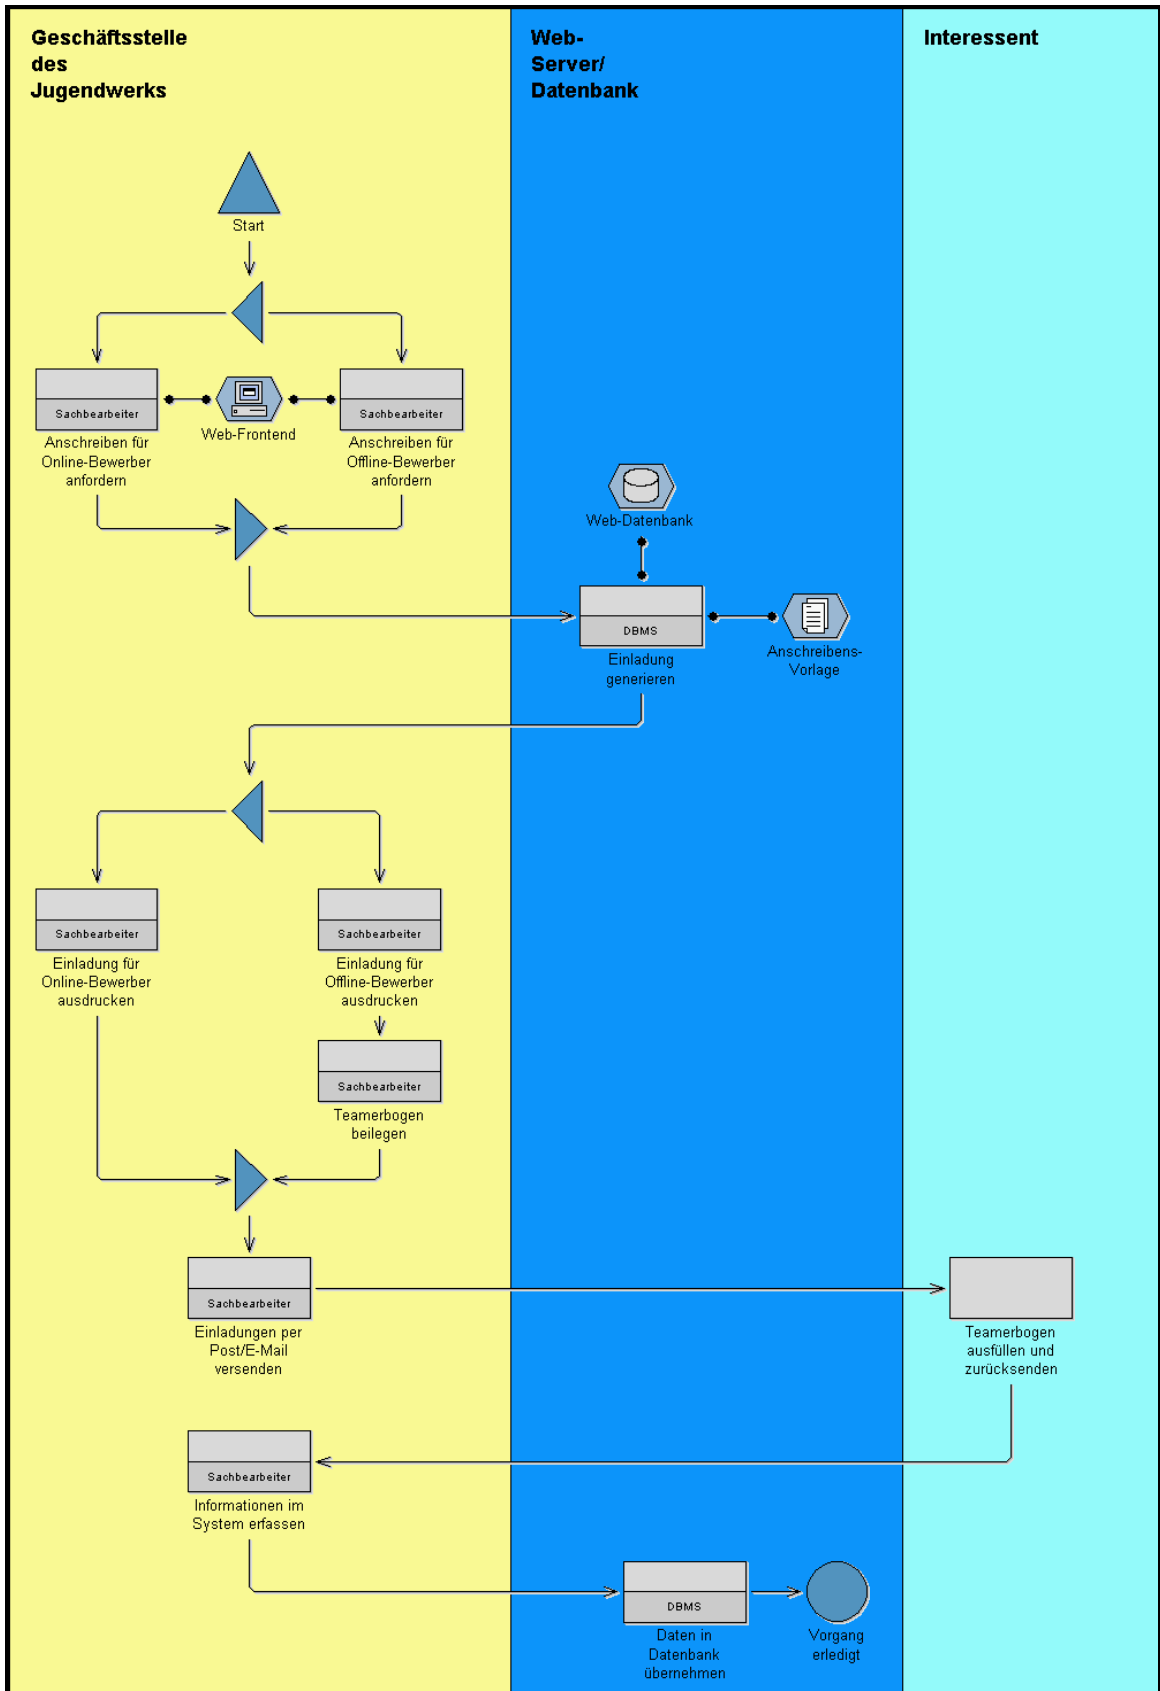 Geschäftsstelle
des
Jugendwerks
Web-
Server/
Datenbank
Interessent
Start
Sachbearbeiter
Anschreiben für
Online-Bewerber
anfordern
Web-Frontend
Sachbearbeiter
Anschreiben für
Offline-Bewerber
anfordern
Web-Datenbank
DBMS
Einladung
generieren
Anschreibens-
Vorlage
Sachbearbeiter
Einladung für
Online-Bewerber
ausdrucken
Sachbearbeiter
Einladung für
Offline-Bewerber
ausdrucken
Sachbearbeiter
Teamerbogen
beilegen
Sachbearbeiter
Einladungen per
Post/E-Mail
versenden
Teamerbogen
ausfüllen und
zurücksenden
Sachbearbeiter
Informationen im
System erfassen
DBMS
Daten in
Datenbank
übernehmen
Vorgang
erledigt